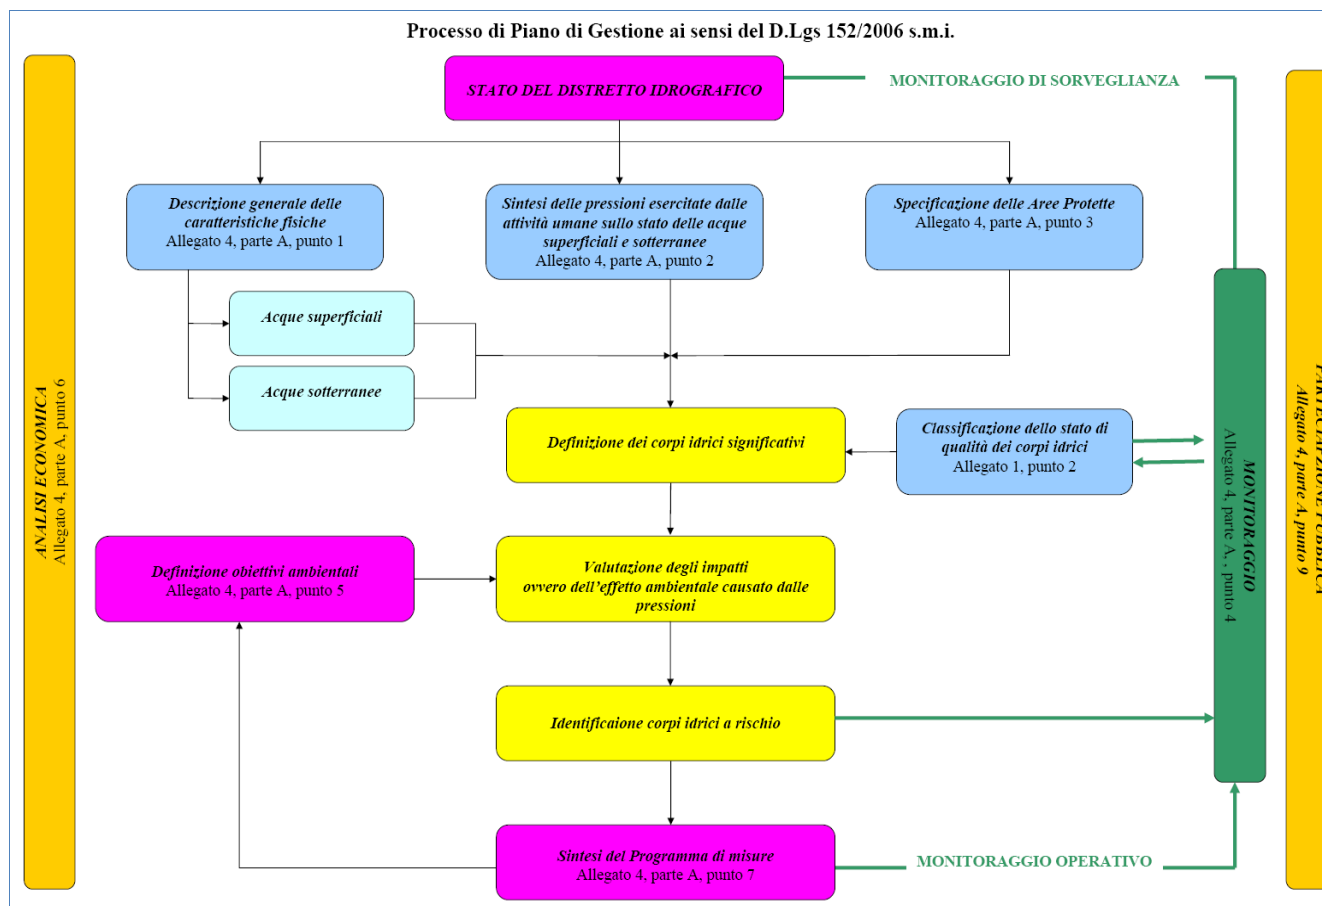 Processo di Piano di Gestione ai sensi del D.Lgs 152/2006 s.m.i.
STATO DEL DISTRETTO IDROGRAFICO
MONITORAGGIO DI SORVEGLIANZA
Descrizione generale delle
caratteristiche fisiche
Allegato 4, parte A, punto 1
Sintesi delle pressioni esercitate dalle
attività umane sullo stato delle acque
superficiali e sotterranee
Allegato 4, parte A, punto 2
Specificazione delle Aree Protette
Allegato 4, parte A, punto 3
Acque superficiali
Acque sotterranee
Definizione dei corpi idrici significativi
Classificazione dello stato di
qualità dei corpi idrici
Allegato 1, punto 2
Definizione obiettivi ambientali
Allegato 4, parte A, punto 5
Valutazione degli impatti
ovvero dell'effetto ambientale causato dalle
pressioni
Identificaione corpi idrici a rischio
Sintesi del Programma di misure
Allegato 4, parte A, punto 7
MONITORAGGIO OPERATIVO
ANALISI ECONOMICA
Allegato 4, parte A, punto 6
MONITORAGGIO
Allegato 4, parte A, , punto 4
Allegato 4, parte A, punto 9